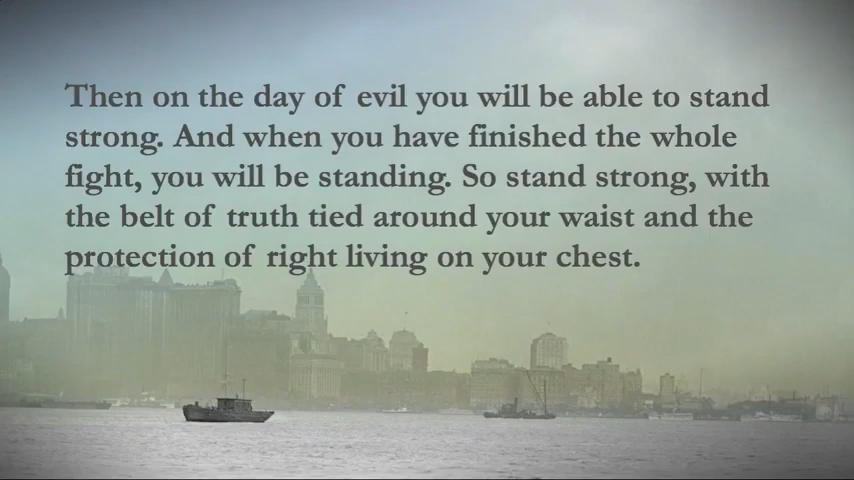 Then on the day of evil you will be able to stand
strong. And when you have finished the whole
fight, you will be standing. So stand strong, with
the belt of truth tied around your waist and the
protection of right living on your chest.